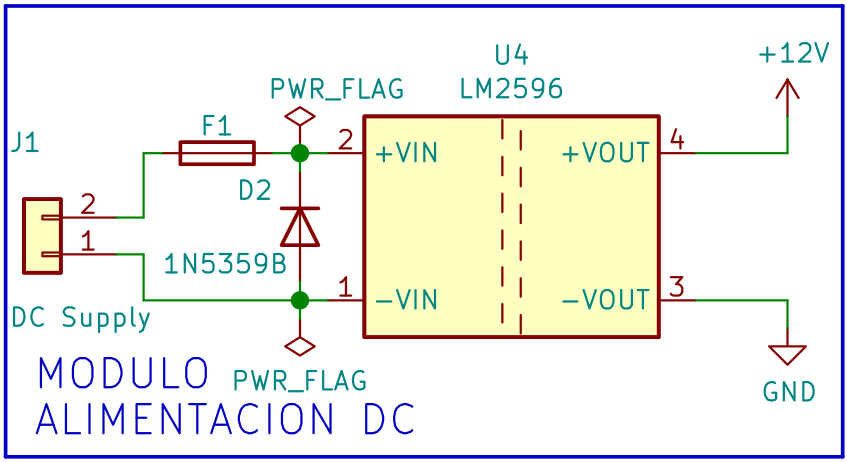 U4
LM2596
+12V
PWR_FLAG
J1
F1
2
+VIN
+VOUT
4
D2
2
1
1N5359B
1
-VIN
-VOUT
3
DC Supply
PWR_FLAG
GND
MODULO
ALIMENTACION DC